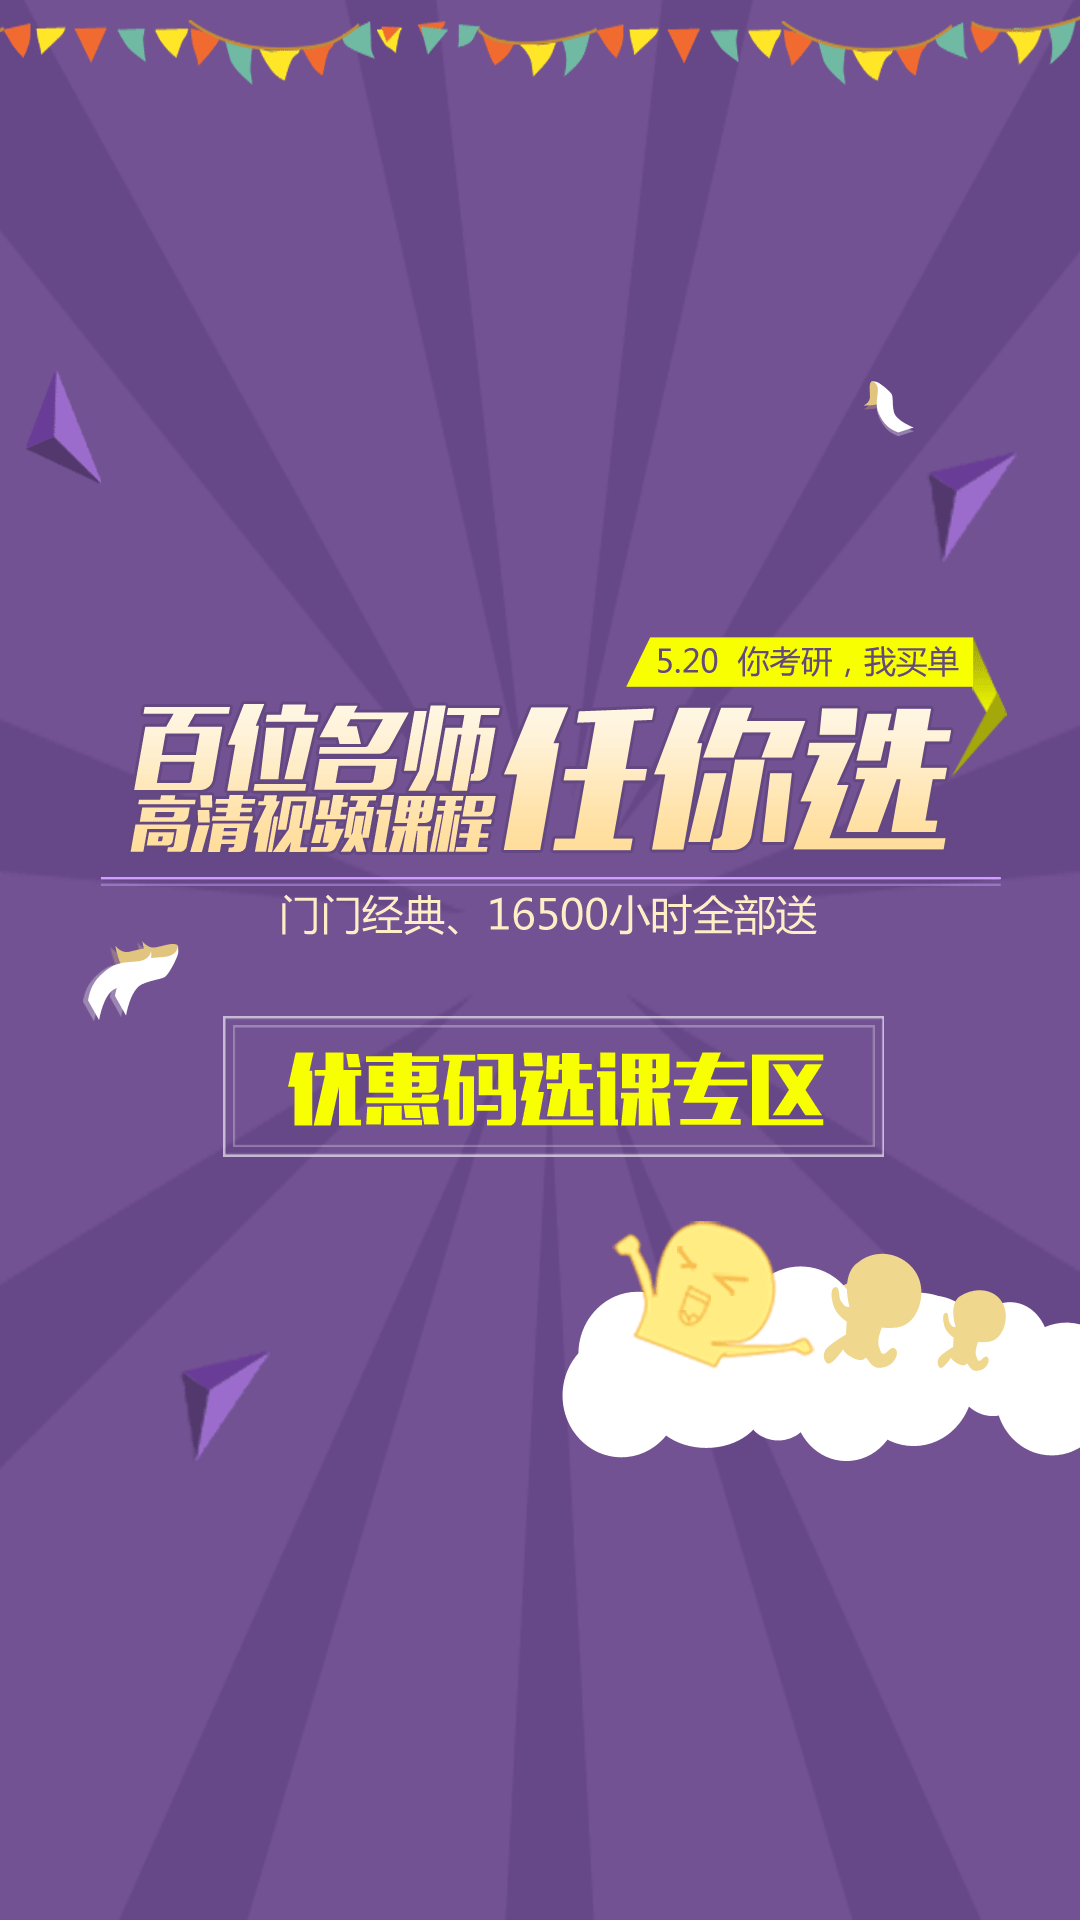 5.20 你考研，我买单
百位名师
高清视频课程
任你选
门门经典、16500小时全部送
优惠码选课专区